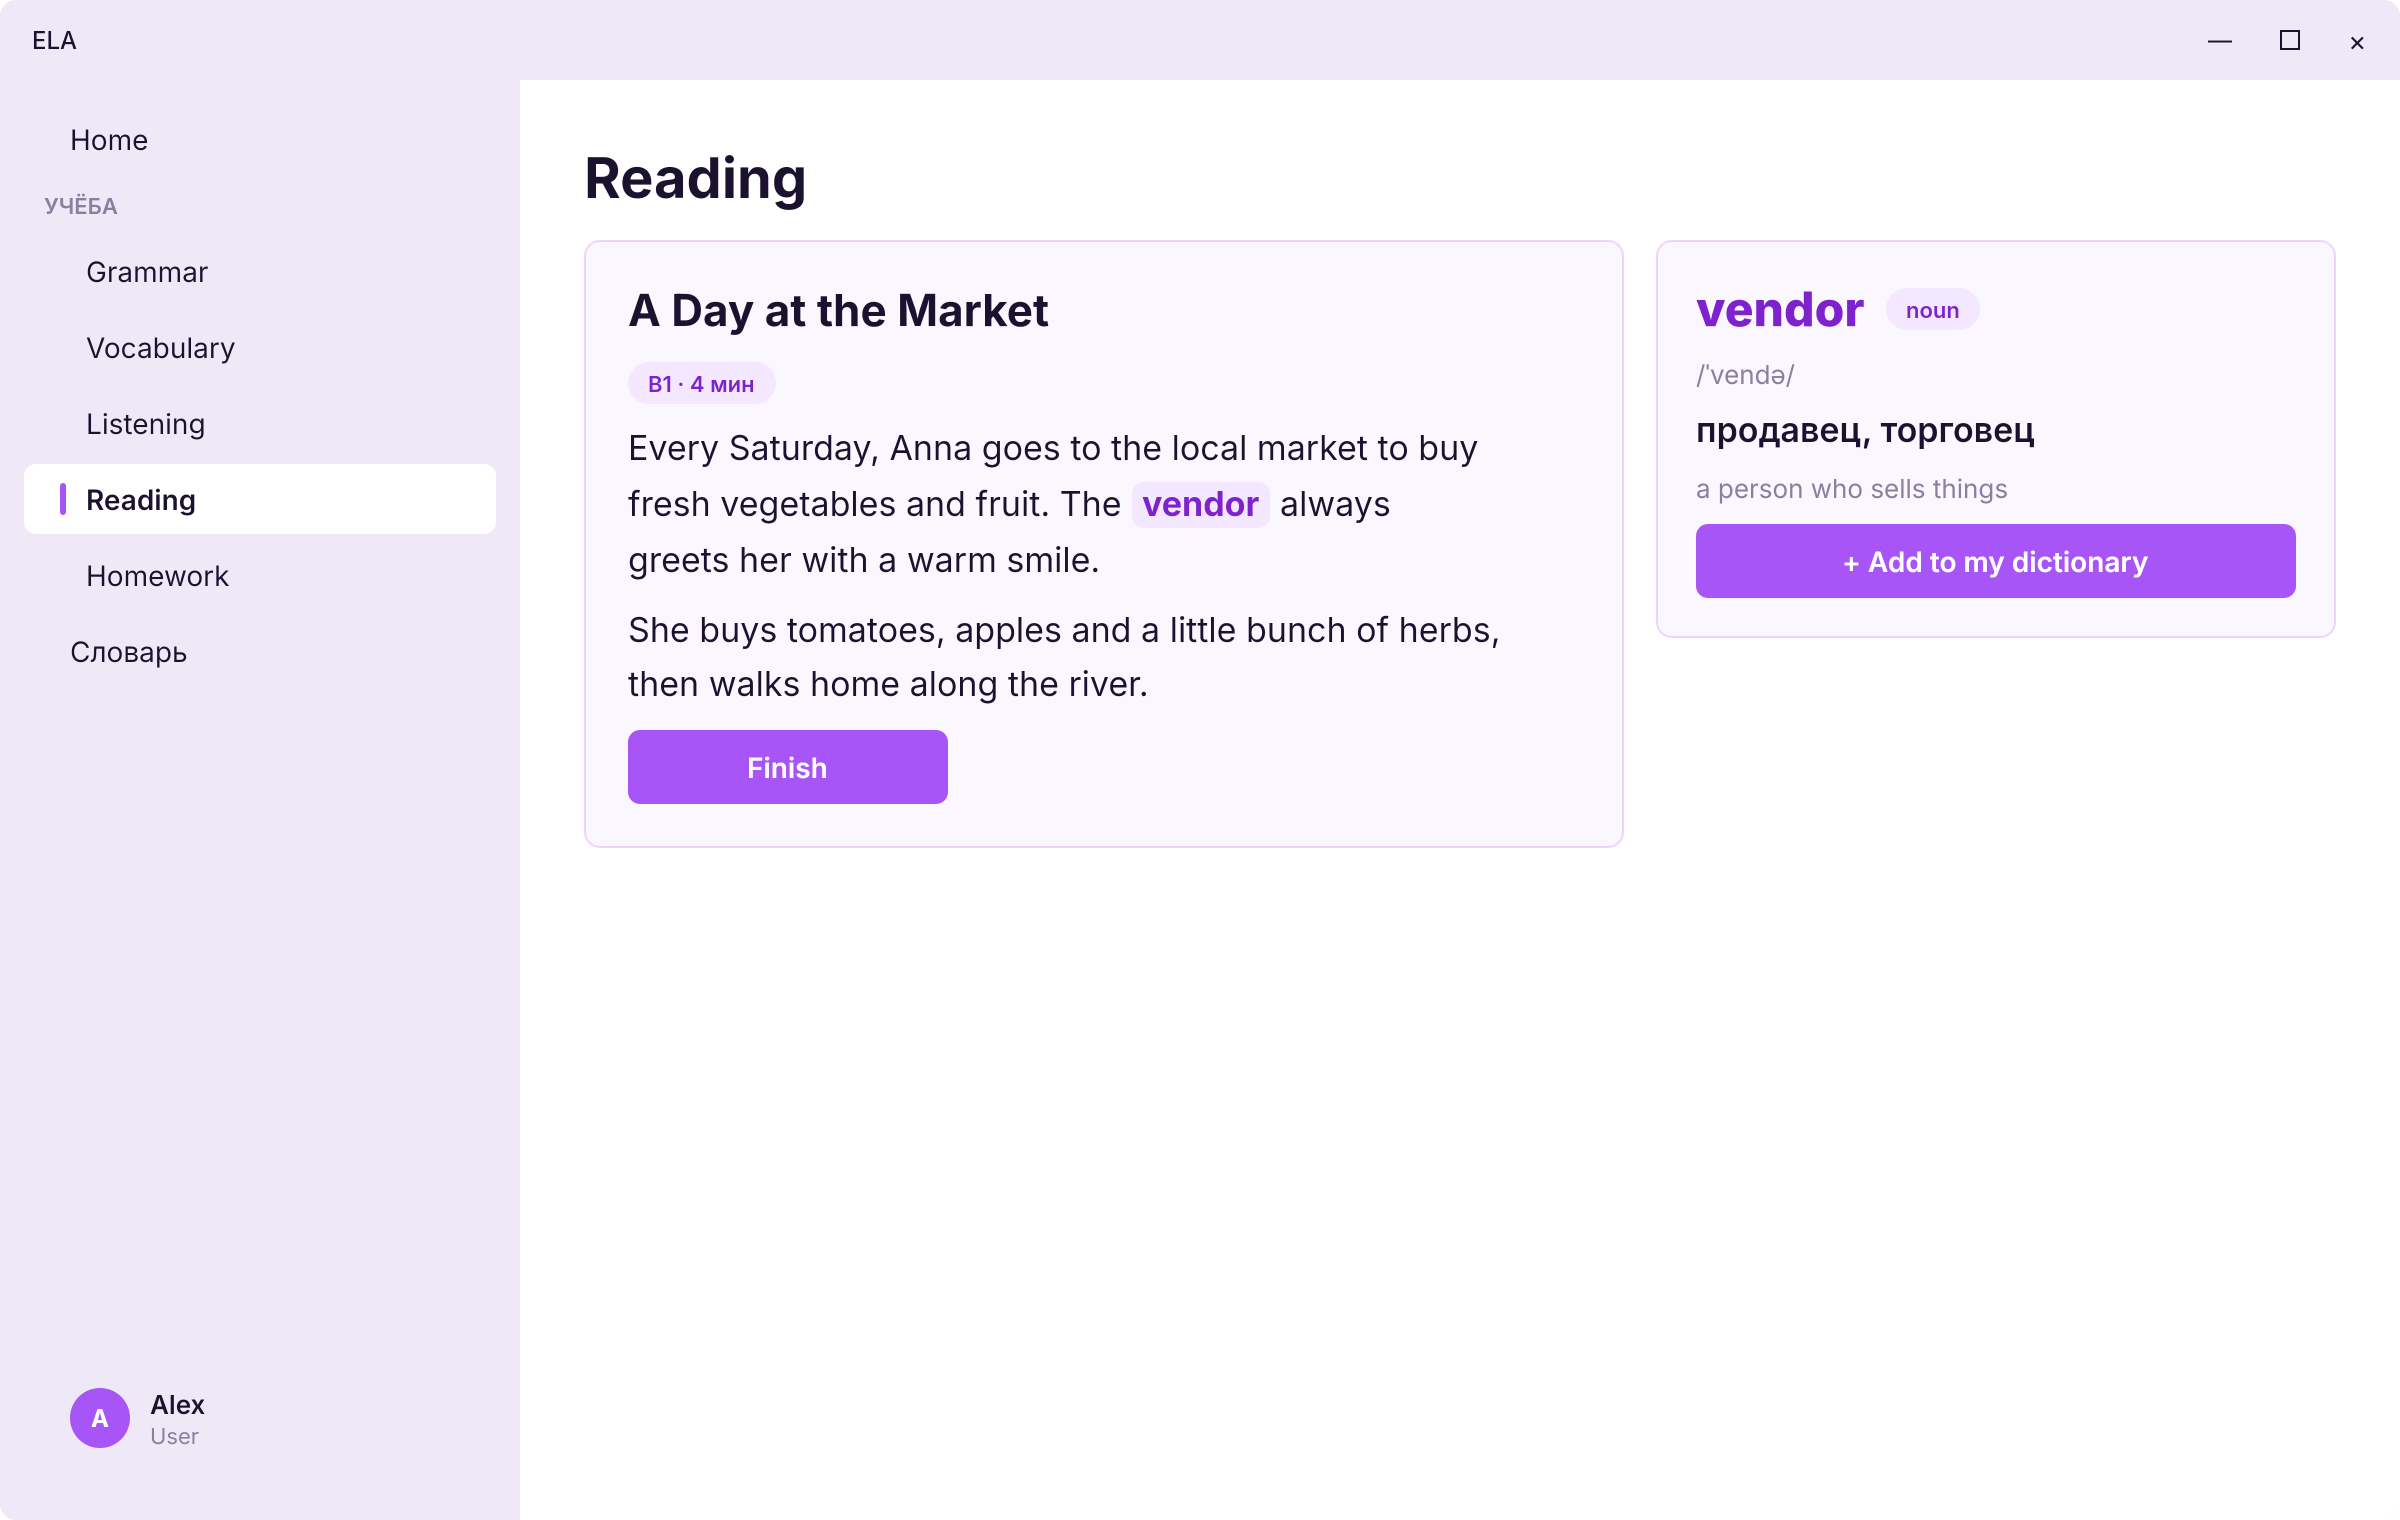 ELA
Home
УЧЁБА
Grammar
Vocabulary
Listening
Reading
Homework
Словарь
A
Alex
User
Reading
A Day at the Market
B1 · 4 мин
Every Saturday, Anna goes to the local market to buy
fresh vegetables and fruit. The vendor always
greets her with a warm smile.
She buys tomatoes, apples and a little bunch of herbs,
then walks home along the river.
Finish
vendor noun
/ˈvendə/
продавец, торговец
a person who sells things
+ Add to my dictionary